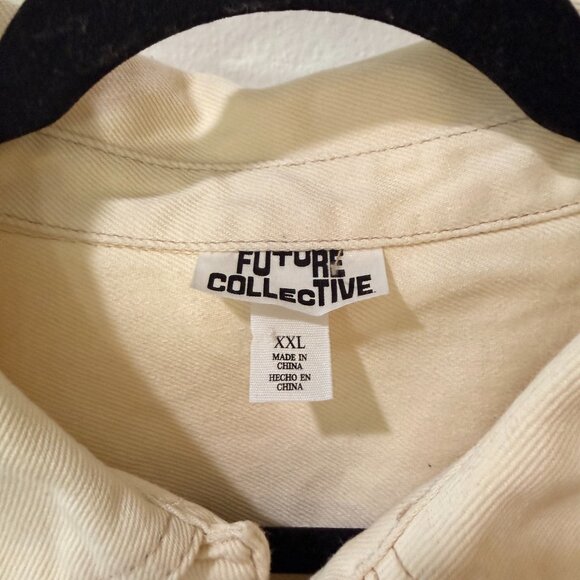 FUTURE
COLLECTIVE
XXL
MADE IN
CHINA
HECHO EN
CHINA